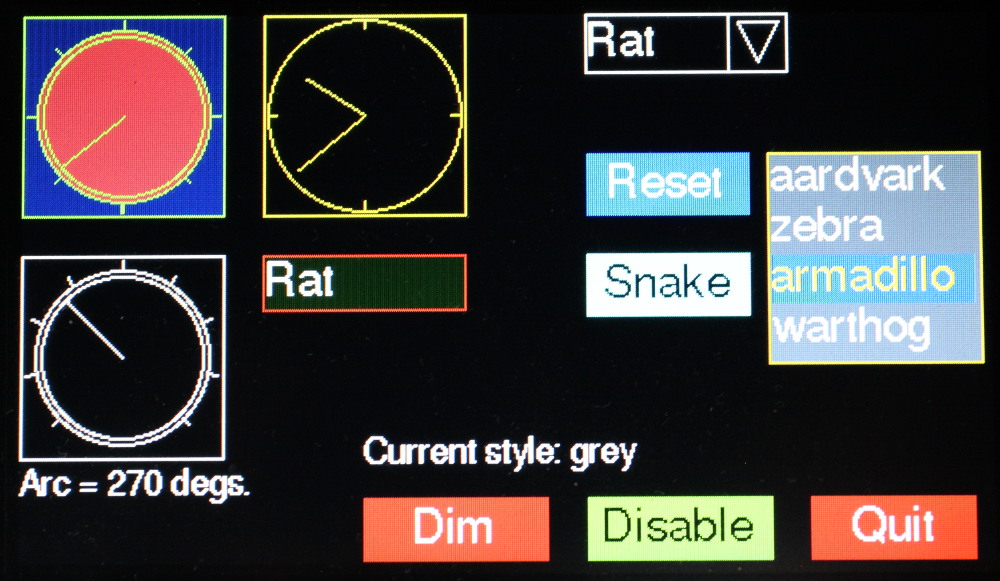 Rat
Reset
aardvark
zebra
armadillo
warthog
Rat
Snake
Arc = 270 degs.
Current style: grey
Dim
Disable
Quit